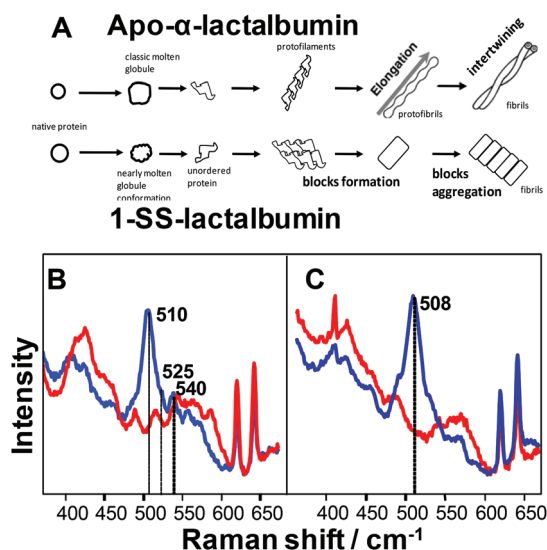 A
Apo-α-lactalbumin
classic molten
globule
protofilaments
Elongation
protofibrils
intertwining
fibrils
native protein
nearly molten
globule
conformation
unordered
protein
blocks formation
blocks
aggregation
fibrils
1-SS-lactalbumin
B
510
525
540
C
508
Intensity
400 450 500 550 600 650
400 450 500 550 600 650
Raman shift / cm-1